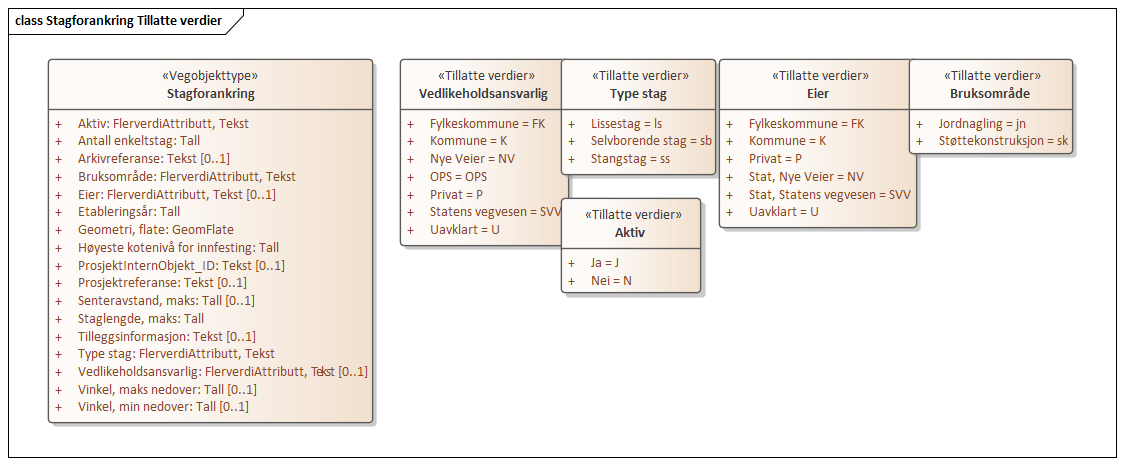 class Stagforankring Tillatte verdier
«Vegobjekttype»
Stagforankring
+ Aktiv: FlerverdiAttributt, Tekst
+ Antall enkeltstag: Tall
+ Arkivreferanse: Tekst [0..1]
+ Bruksområde: FlerverdiAttributt, Tekst
+ Eier: FlerverdiAttributt, Tekst [0..1]
+ Etableringsår: Tall
+ Geometri, flate: GeomFlate
+ Høyeste kotenivå for innfesting: Tall
+ ProsjektInternObjekt_ID: Tekst [0..1]
+ Prosjektreferanse: Tekst [0..1]
+ Senteravstand, maks: Tall [0..1]
+ Staglengde, maks: Tall
+ Tilleggsinformasjon: Tekst [0..1]
+ Type stag: FlerverdiAttributt, Tekst
+ Vedlikeholdsansvarlig: FlerverdiAttributt, Tekst [0..1]
+ Vinkel, maks nedover: Tall [0..1]
+ Vinkel, min nedover: Tall [0..1]
«Tillatte verdier»
Vedlikeholdsansvarlig
+ Fylkeskommune = FK
+ Kommune = K
+ Nye Veier = NV
+ OPS = OPS
+ Privat = P
+ Statens vegvesen = SVV
+ Uavklart = U
«Tillatte verdier»
Type stag
+ Lissestag = ls
+ Selvborende stag = sb
+ Stangstag = ss
«Tillatte verdier»
Aktiv
+ Ja = J
+ Nei = N
«Tillatte verdier»
Eier
+ Fylkeskommune = FK
+ Kommune = K
+ Privat = P
+ Stat, Nye Veier = NV
+ Stat, Statens vegvesen = SVV
+ Uavklart = U
«Tillatte verdier»
Bruksområde
+ Jordnagling = jn
+ Støttekonstruksjon = sk